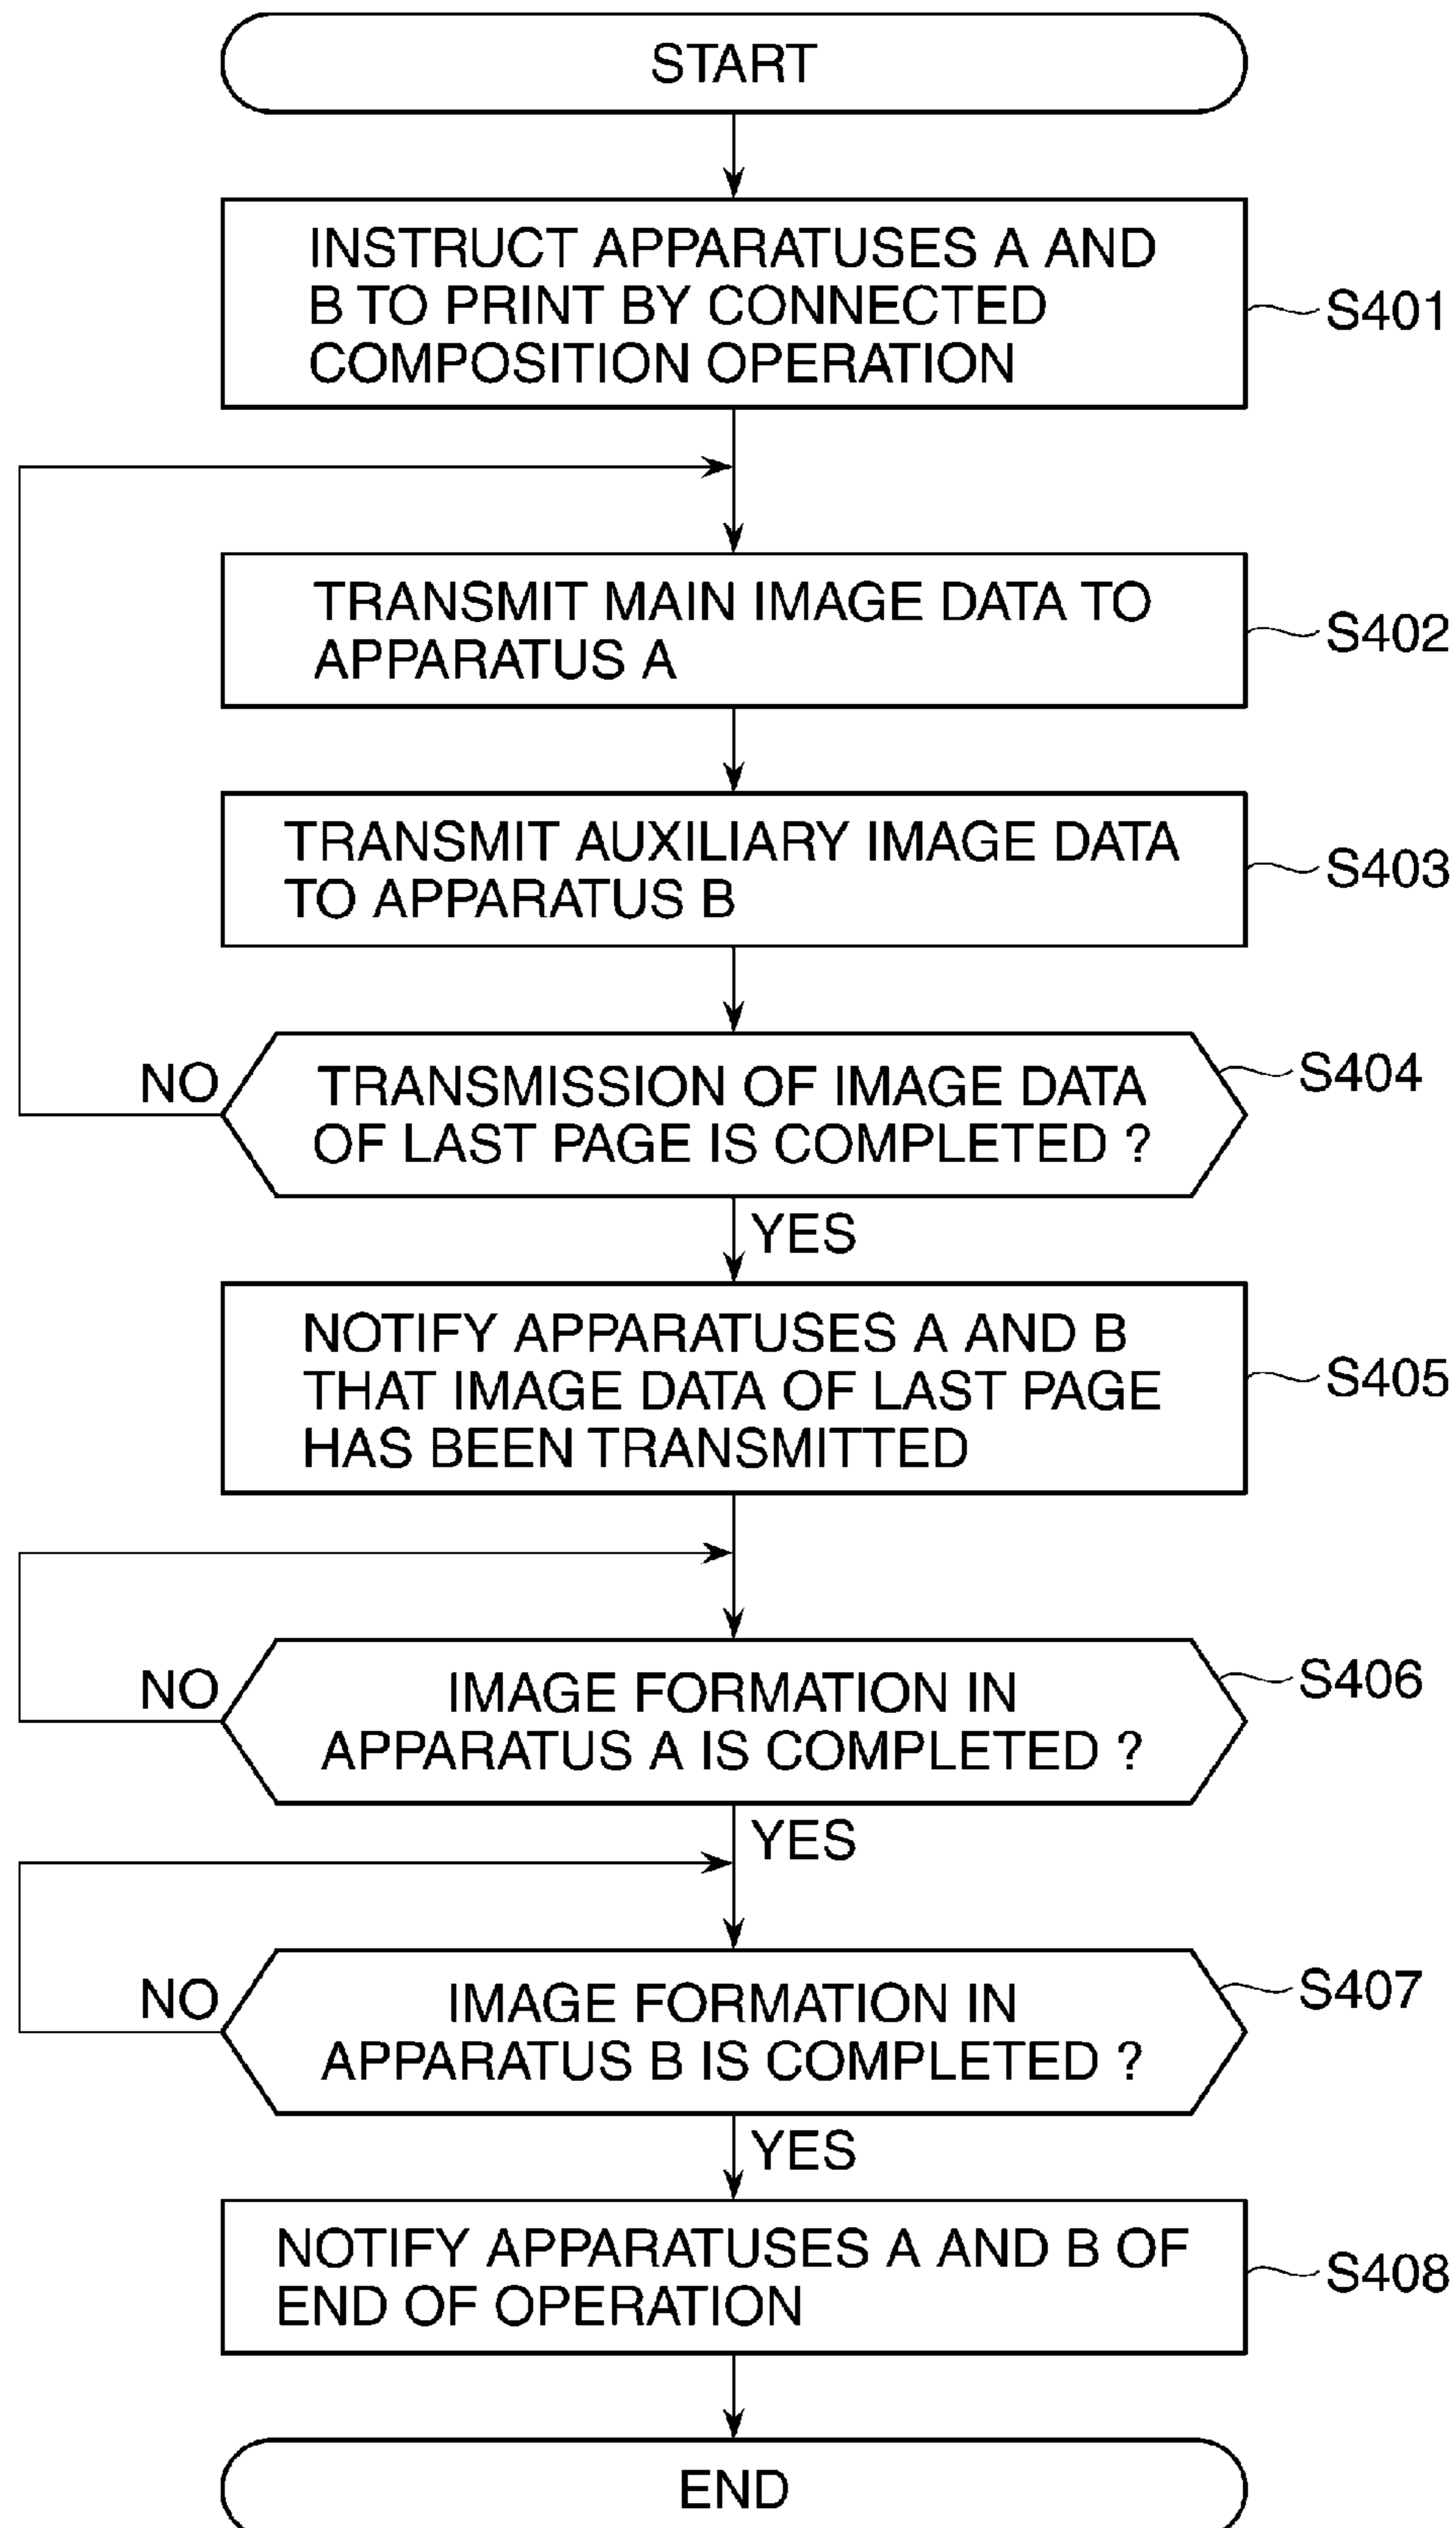 START
INSTRUCT APPARATUSES A AND
B TO PRINT BY CONNECTED
COMPOSITION OPERATION
S401
TRANSMIT MAIN IMAGE DATA TO
APPARATUS A
S402
TRANSMIT AUXILIARY IMAGE DATA
TO APPARATUS B
S403
NO
TRANSMISSION OF IMAGE DATA
OF LAST PAGE IS COMPLETED ?
S404
YES
NOTIFY APPARATUSES A AND B
THAT IMAGE DATA OF LAST PAGE
HAS BEEN TRANSMITTED
S405
NO
IMAGE FORMATION IN
APPARATUS A IS COMPLETED ?
S406
YES
NO
IMAGE FORMATION IN
APPARATUS B IS COMPLETED ?
S407
YES
NOTIFY APPARATUSES A AND B OF
END OF OPERATION
S408
END